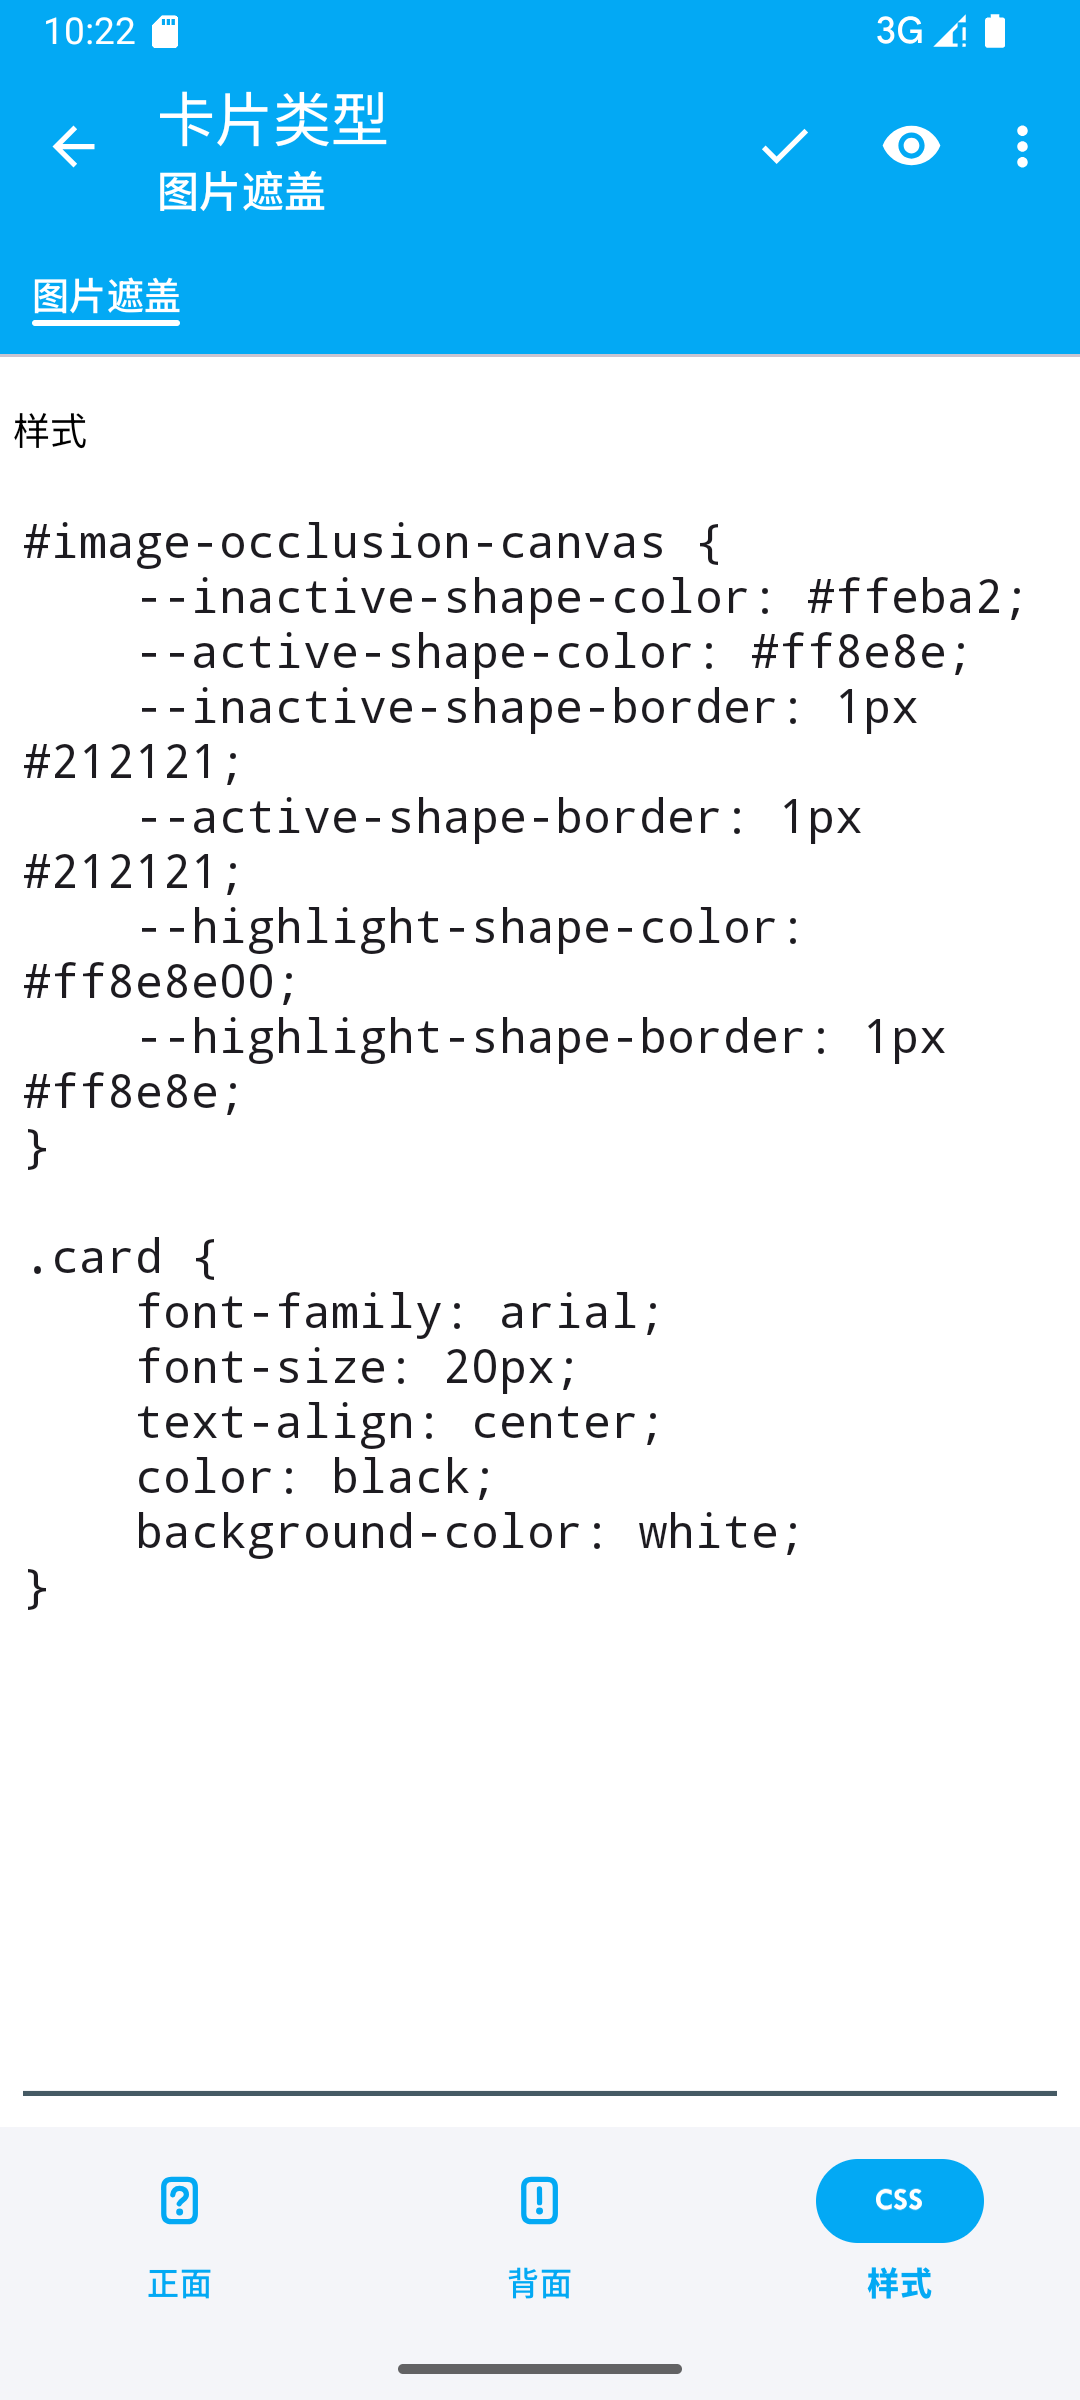 10:22
3G
卡片类型
图片遮盖
图片遮盖
样式
#image-occlusion-canvas {
    --inactive-shape-color: #ffeba2;
    --active-shape-color: #ff8e8e;
    --inactive-shape-border: 1px
#212121;
    --active-shape-border: 1px
#212121;
    --highlight-shape-color:
#ff8e8e00;
    --highlight-shape-border: 1px
#ff8e8e;
}
.card {
    font-family: arial;
    font-size: 20px;
    text-align: center;
    color: black;
    background-color: white;
}
CSS
正面
背面
样式